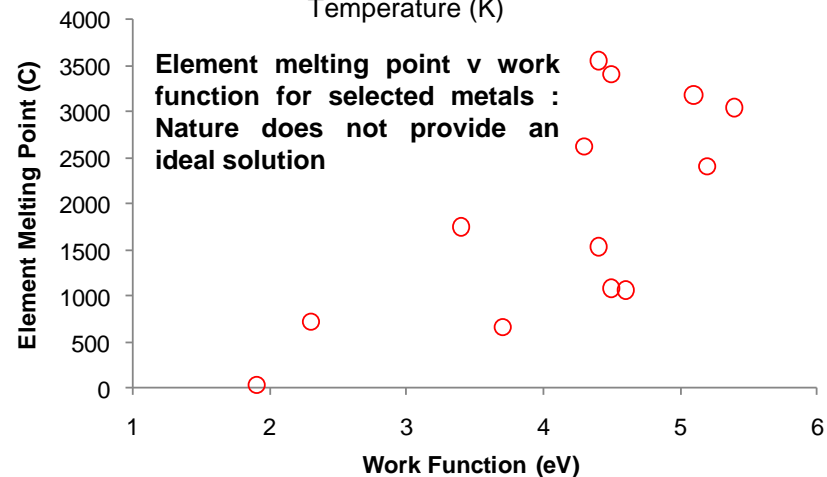 Temperature (K)
4000
3500
3000
2500
2000
1500
1000
500
0
Element Melting Point (C)
Element melting point v work
function for selected metals :
Nature does not provide an
ideal solution
1 2 3 4 5 6
Work Function (eV)